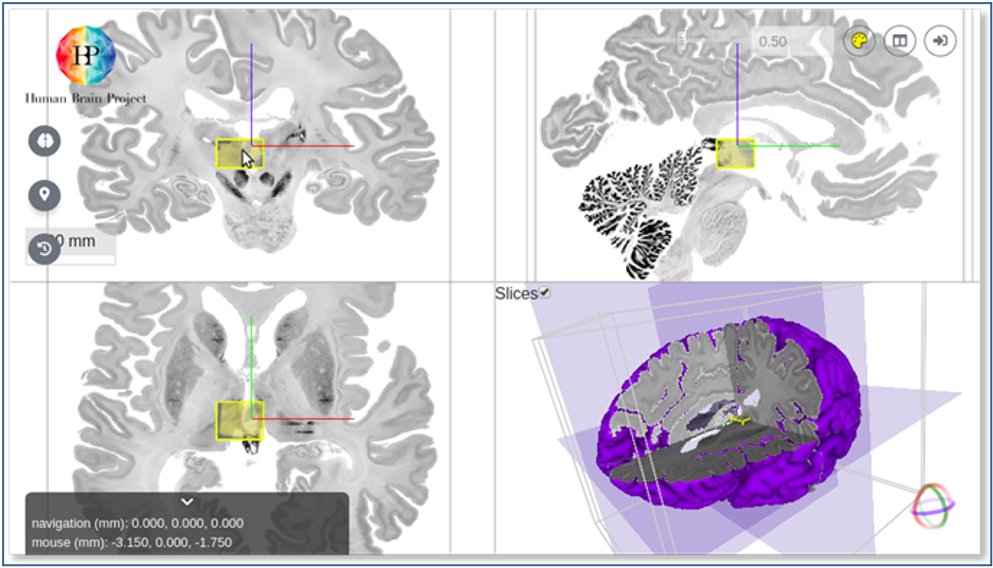 HP
Human Brain Project
0.50
mm
Slices
navigation (mm): 0.000, 0.000, 0.000
mouse (mm): -3.150, 0.000, -1.750